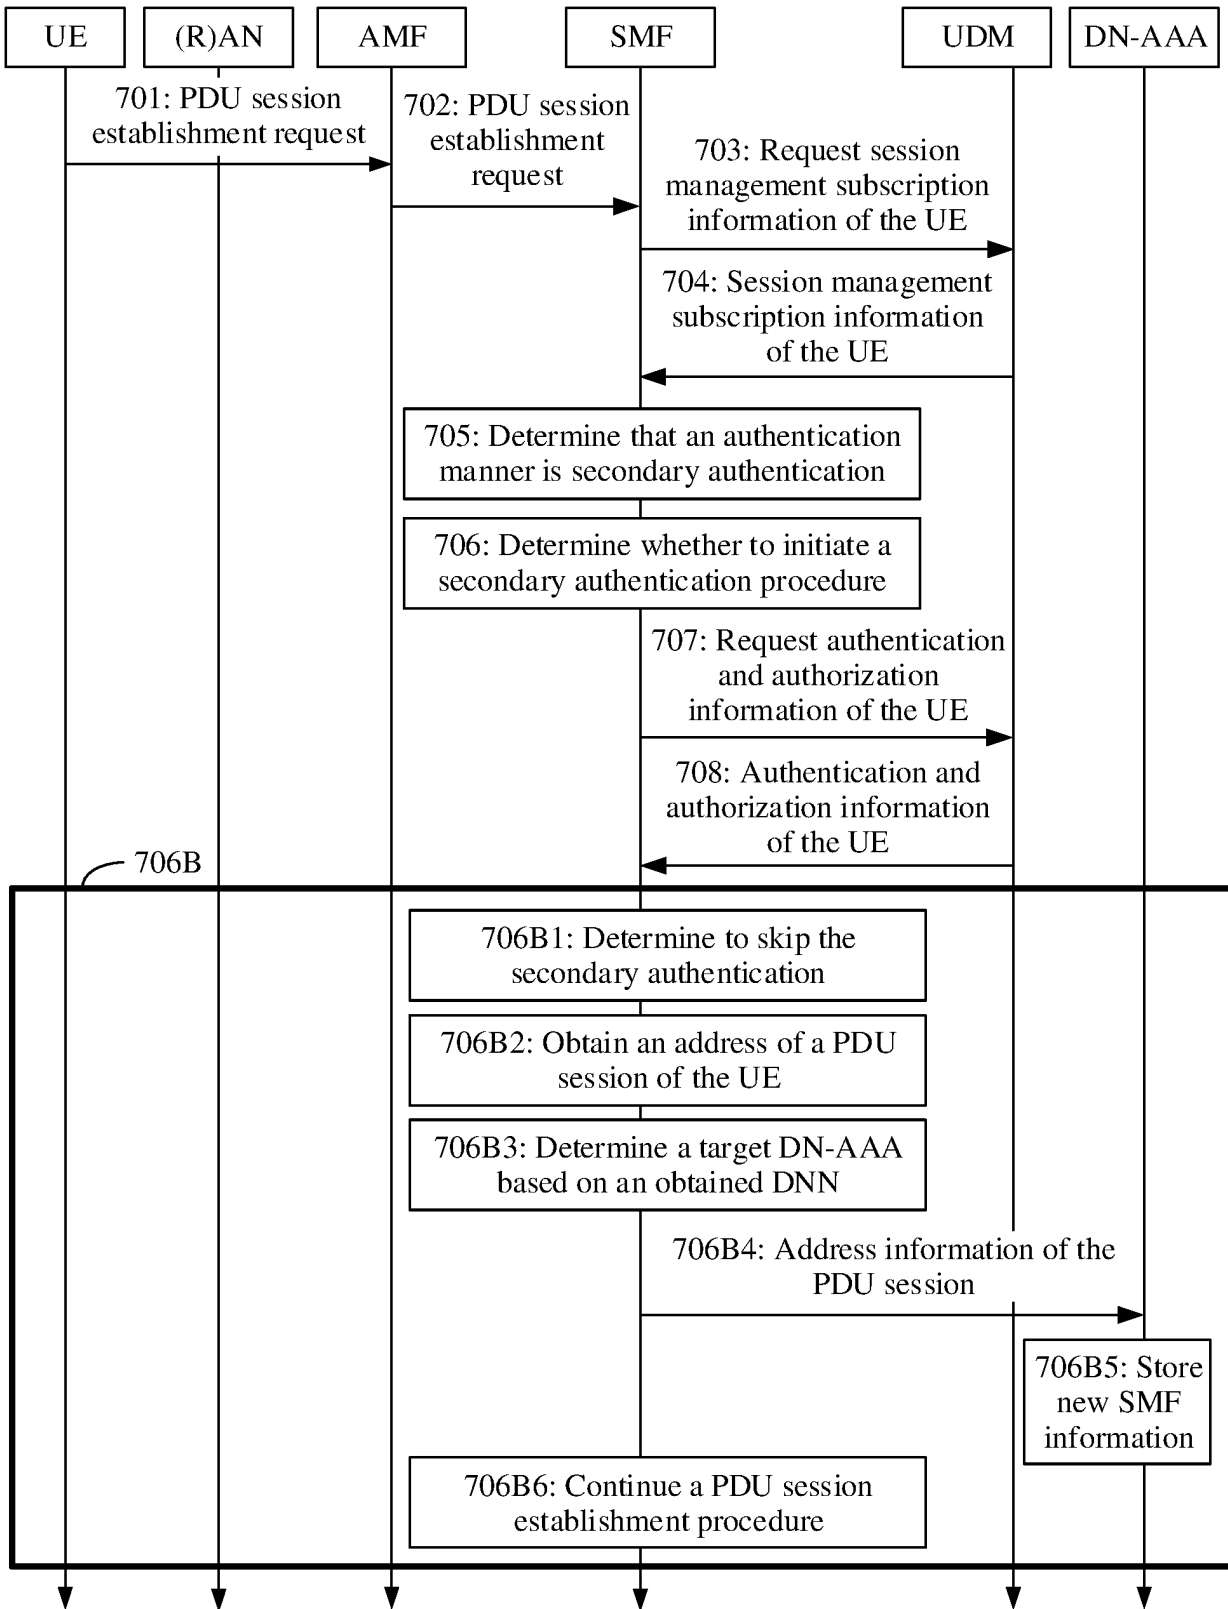 UE
(R)AN
AMF
SMF
UDM
DN-AAA
701: PDU session
establishment request
702: PDU session
establishment
request
703: Request session
management subscription
information of the UE
704: Session management
subscription information
of the UE
705: Determine that an authentication
manner is secondary authentication
706: Determine whether to initiate a
secondary authentication procedure
707: Request authentication
and authorization
information of the UE
708: Authentication and
authorization information
of the UE
706B
706B1: Determine to skip the
secondary authentication
706B2: Obtain an address of a PDU
session of the UE
706B3: Determine a target DN-AAA
based on an obtained DNN
706B4: Address information of the
PDU session
706B5: Store
new SMF
information
706B6: Continue a PDU session
establishment procedure